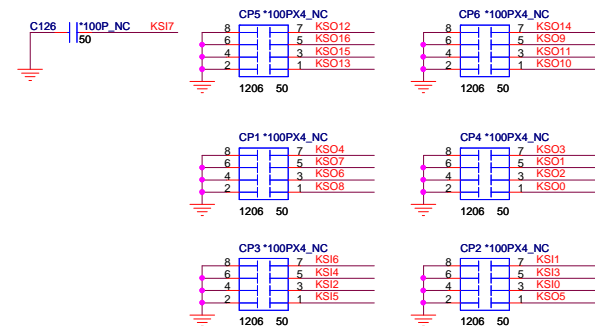 C126 *100P_NC KSI7
50
CP5 *100PX4_NC
8 7 KSO12
6 5 KSO16
4 3 KSO15
2 1 KSO13
1206 50
CP6 *100PX4_NC
8 7 KSO14
6 5 KSO9
4 3 KSO11
2 1 KSO10
1206 50
CP1 *100PX4_NC
8 7 KSO4
6 5 KSO7
4 3 KSO6
2 1 KSO8
1206 50
CP4 *100PX4_NC
8 7 KSO3
6 5 KSO1
4 3 KSO2
2 1 KSO0
1206 50
CP3 *100PX4_NC
8 7 KSI6
6 5 KSI4
4 3 KSI2
2 1 KSI5
1206 50
CP2 *100PX4_NC
8 7 KSI1
6 5 KSI3
4 3 KSI0
2 1 KSO5
1206 50